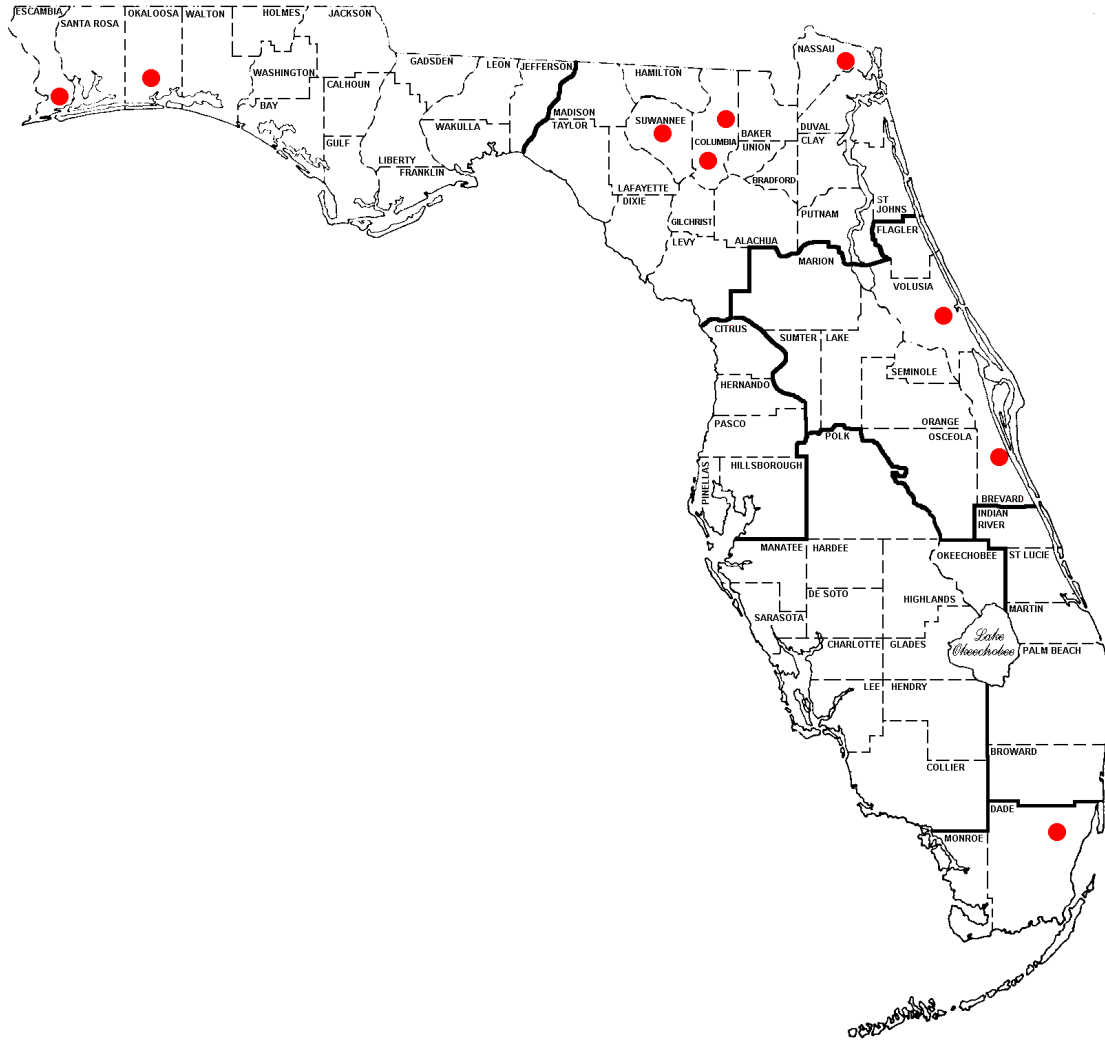 ESCAMBIA
SANTA ROSA
OKALOOSA
WALTON
HOLMES
JACKSON
WASHINGTON
BAY
CALHOUN
GULF
GADSDEN
LEON
JEFFERSON
WAKULLA
LIBERTY
FRANKLIN
MADISON
TAYLOR
HAMILTON
SUWANNEE
COLUMBIA
LAFAYETTE
DIXIE
GILCHRIST
LEVY
NASSAU
BAKER
UNION
DUVAL
CLAY
BRADFORD
PUTNAM
ST
JOHNS
ALACHUA
FLAGLER
MARION
VOLUSIA
CITRUS
SUMTER
LAKE
HERNANDO
SEMINOLE
PASCO
ORANGE
OSCEOLA
POLK
PINELLAS
HILLSBOROUGH
BREVARD
INDIAN
RIVER
MANATEE
HARDEE
OKEECHOBEE
ST LUCIE
DE SOTO
HIGHLANDS
SARASOTA
MARTIN
CHARLOTTE
GLADES
Lake
Okeechobee
PALM BEACH
LEE
HENDRY
BROWARD
COLLIER
DADE
MONROE